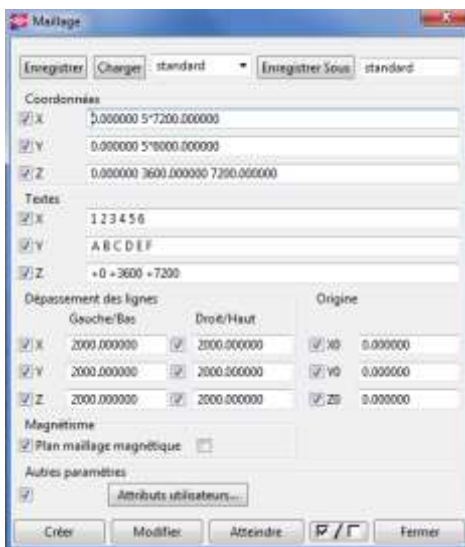 Maillage
Enregistrer Charger standard Enregistrer Sous standard
Coordonnées
X 0.000000 5*7200.000000
Y 0.000000 5*6000.000000
Z 0.000000 3600.000000 7200.000000
Textes
X 1 2 3 4 5 6
Y A B C D E F
Z +0 +3600 +7200
Dépassement des lignes Origine
Gauche/Bas Droit/Haut
X 2000.000000 2000.000000 X0 0.000000
Y 2000.000000 2000.000000 Y0 0.000000
Z 2000.000000 2000.000000 Z0 0.000000
Magnétisme
Plan maillage magnétique
Autres paramètres
Attributs utilisateurs...
Créer Modifier Atteindre / Fermer